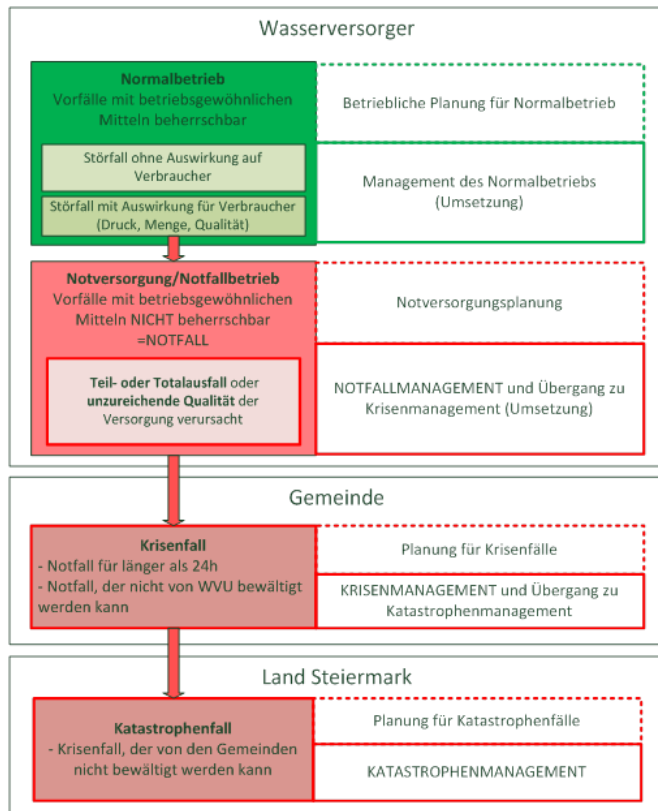 Wasserversorger
Normalbetrieb
Vorfälle mit betriebsgewöhnlichen
Mitteln beherrschbar
Störfall ohne Auswirkung auf
Verbraucher
Störfall mit Auswirkung für Verbraucher
(Druck, Menge, Qualität)
Betriebliche Planung für Normalbetrieb
Management des Normalbetriebs
(Umsetzung)
Notversorgung/Notfallbetrieb
Vorfälle mit betriebsgewöhnlichen
Mitteln NICHT beherrschbar
=NOTFALL
Teil- oder Totalausfall oder
unzureichende Qualität der
Versorgung verursacht
Notversorgungsplanung
NOTFALLMANAGEMENT und Übergang zu
Krisenmanagement (Umsetzung)
Gemeinde
Krisenfall
- Notfall für länger als 24h
- Notfall, der nicht von WVU bewältigt
werden kann
Planung für Krisenfälle
KRISENMANAGEMENT und Übergang zu
Katastrophenmanagement
Land Steiermark
Katastrophenfall
- Krisenfall, der von den Gemeinden
nicht bewältigt werden kann
Planung für Katastrophenfälle
KATASTROPHENMANAGEMENT